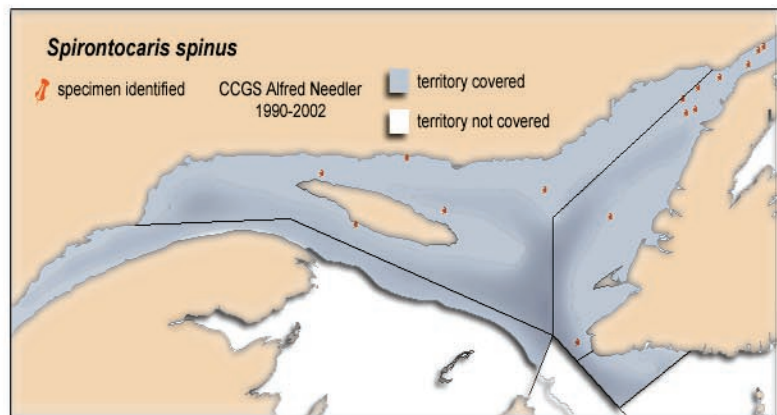 Spirontocaris spinus
specimen identified
CCGS Alfred Needler
1990-2002
territory covered
territory not covered